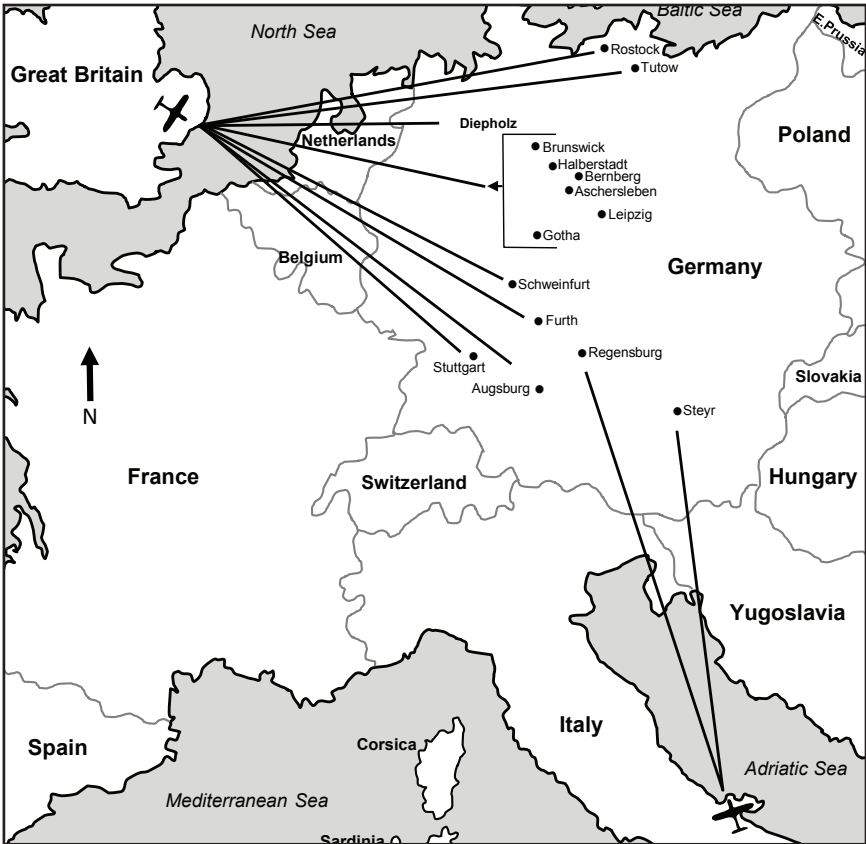 North Sea
Baltic Sea
E.Prussia
Great Britain
Rostock
Tutow
Netherlands
Diepholz
Poland
Brunswick
Halberstadt
Bernberg
Aschersleben
Leipzig
Gotha
Belgium
Germany
Schweinfurt
Furth
Regensburg
Stuttgart
Augsburg
Slovakia
Steyr
N
France
Switzerland
Hungary
Yugoslavia
Italy
Spain
Corsica
Adriatic Sea
Mediterranean Sea
Sardinia